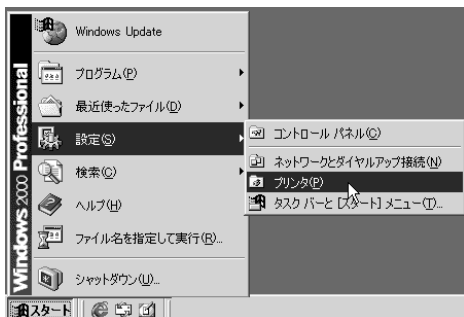 Windows 2000 Professional
Windows Update
プログラム(P)
最近使ったファイル(D)
設定(S)
検索(C)
ヘルプ(H)
ファイル名を指定して実行(R)...
シャットダウン(U)...
コントロール パネル(C)
ネットワークとダイヤルアップ接続(N)
プリンタ(P)
タスク バーと [スタート] メニュー(T)...
スタート